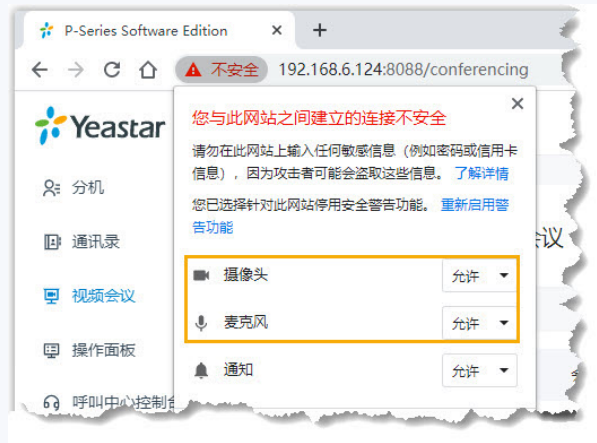 P-Series Software Edition
不安全 192.168.6.124:8088/conferencing
Yeastar
您与此网站之间建立的连接不安全
请勿在此网站上输入任何敏感信息（例如密码或信用卡
信息），因为攻击者可能会盗取这些信息。 了解详情
您已选择针对此网站停用安全警告功能。 重新启用警
告功能
分机
通讯录
视频会议
操作面板
呼叫中心控制台
摄像头 允许
麦克风 允许
通知 允许
议